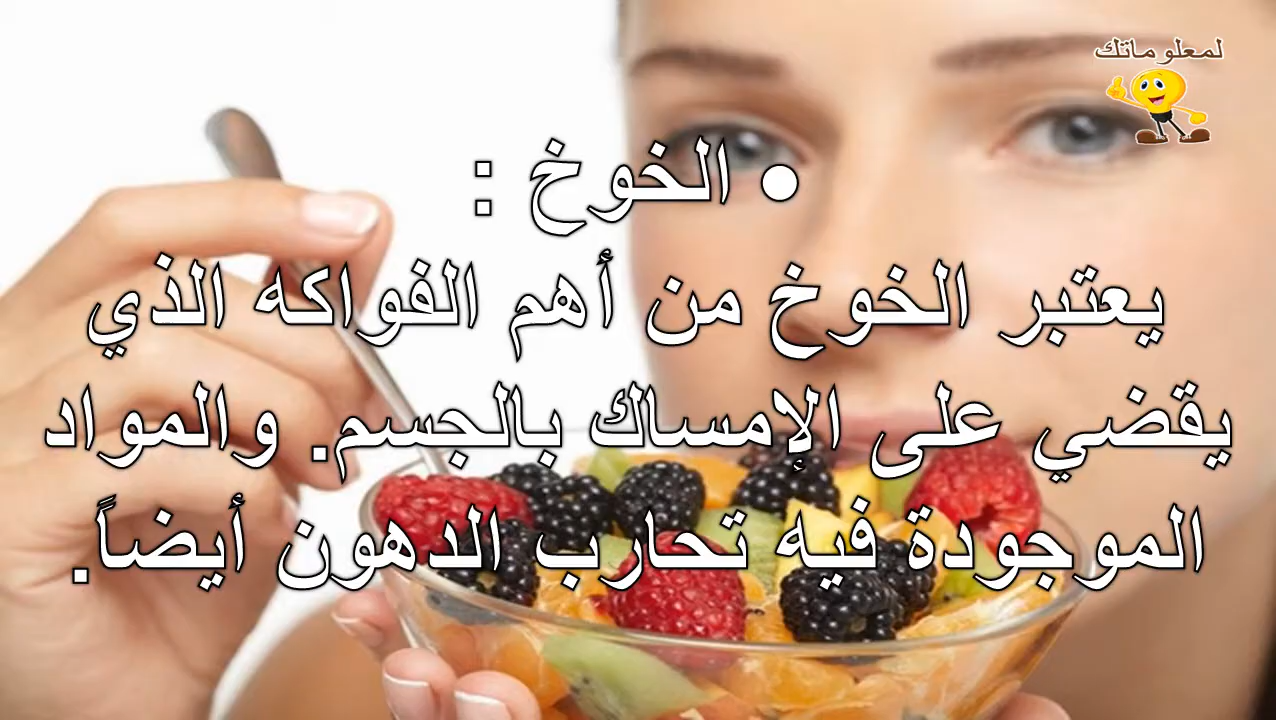 لمعلوماتك
• الخوخ :
يعتبر الخوخ من أهم الفواكه الذي
يقضي على الإمساك بالجسم. والمواد
الموجودة فيه تحارب الدهون أيضاً.